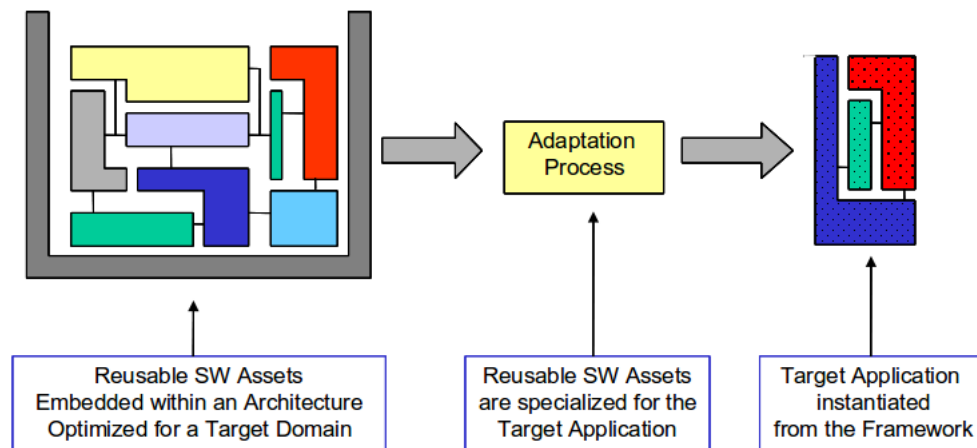 Adaptation
Process
Reusable SW Assets
Embedded within an Architecture
Optimized for a Target Domain
Reusable SW Assets
are specialized for the
Target Application
Target Application
instantiated
from the Framework